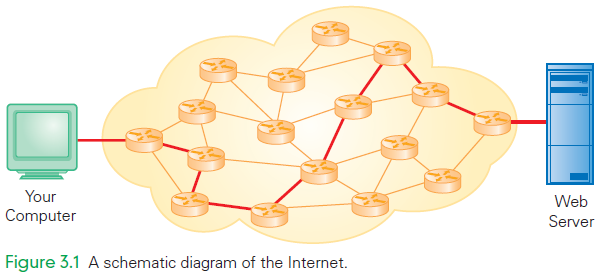 Your
Computer
Web
Server
Figure 3.1 A schematic diagram of the Internet.